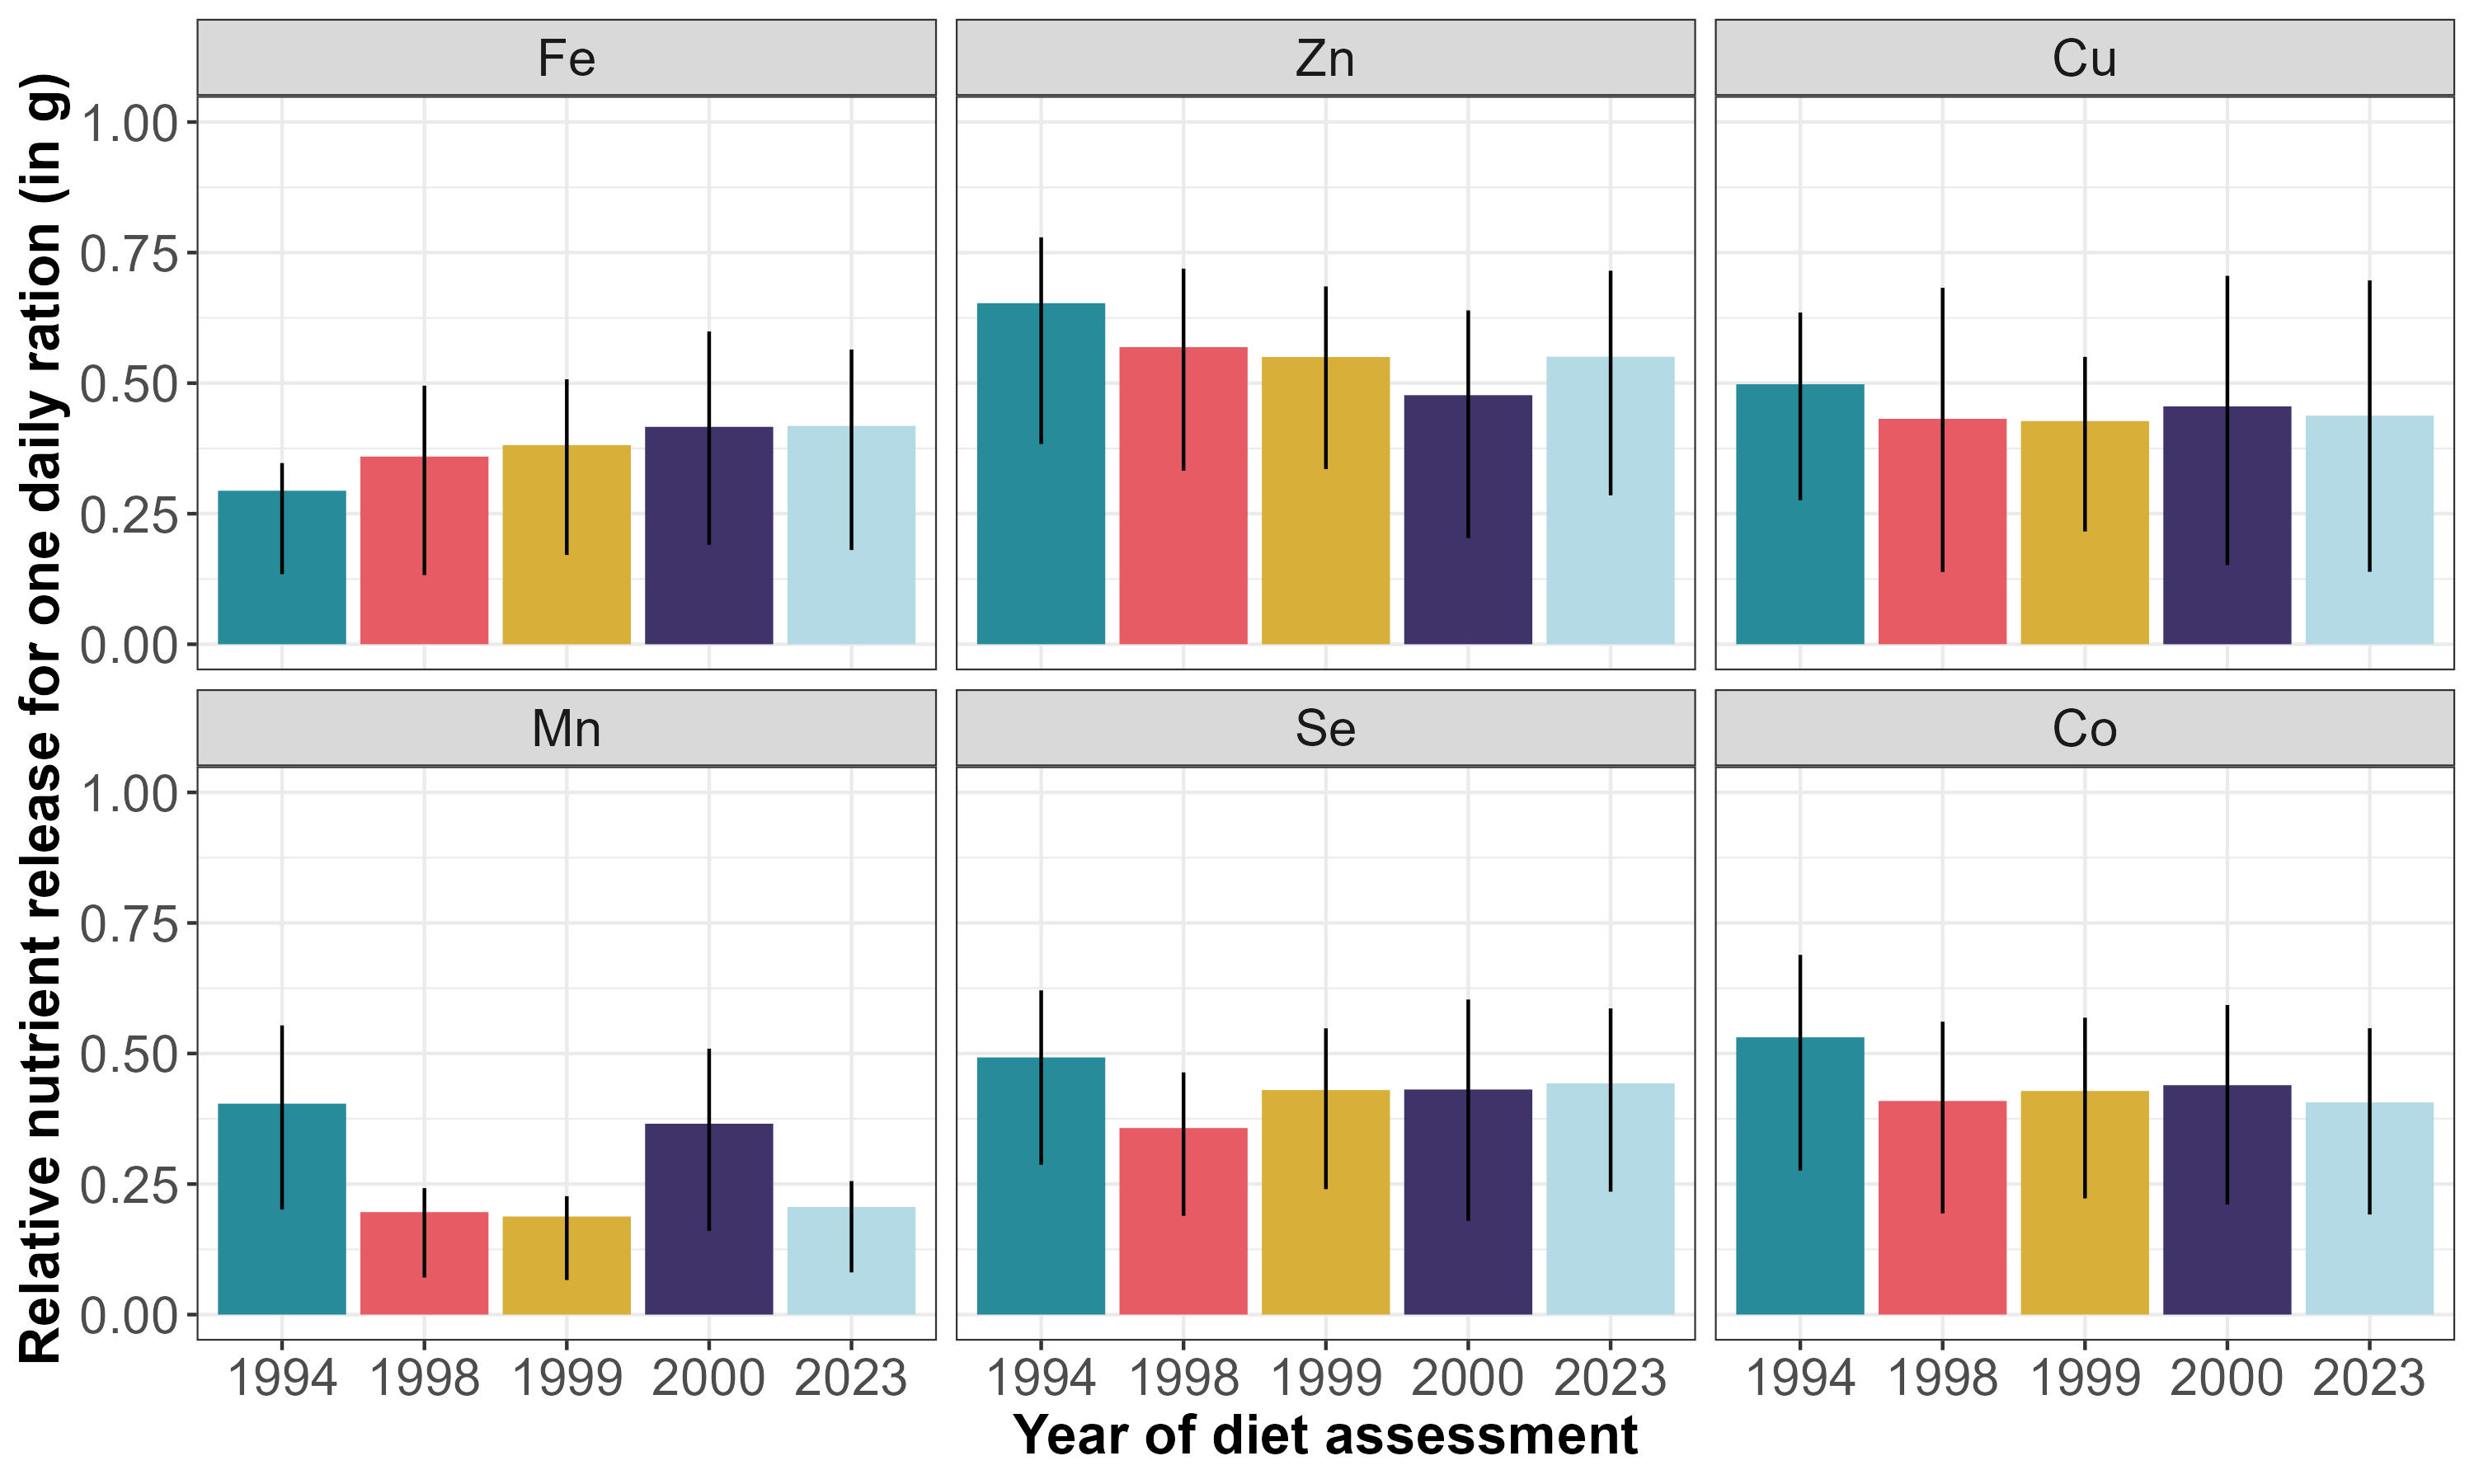 Relative nutrient release for one daily ration (in g)
Fe
Zn
Cu
1.00
0.75
0.50
0.25
0.00
Mn
Se
Co
1.00
0.75
0.50
0.25
0.00
1994 1998 1999 2000 2023
1994 1998 1999 2000 2023
1994 1998 1999 2000 2023
Year of diet assessment